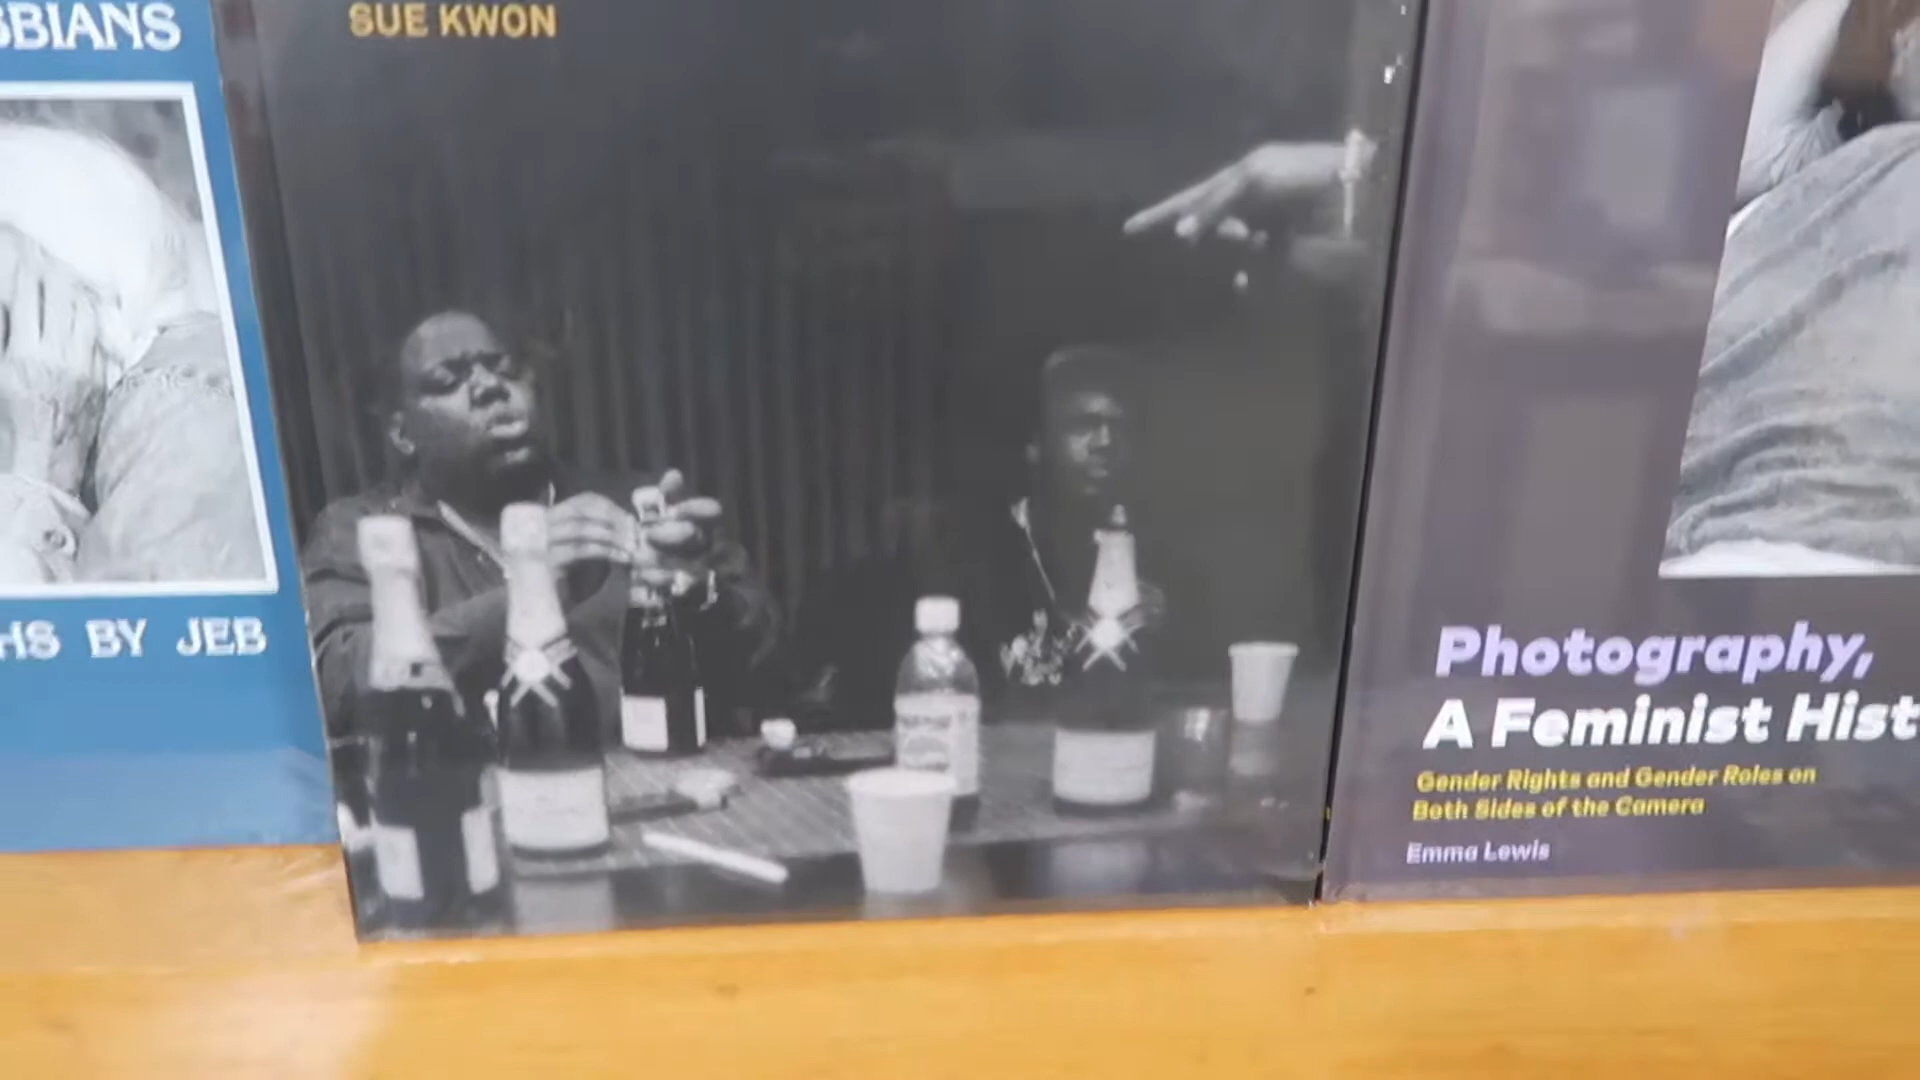 BBIANS
HS BY JEB
SUE KWON
Photography,
A Feminist Hist
Gender Rights and Gender Roles on
Both Sides of the Camera
Emma Lewis